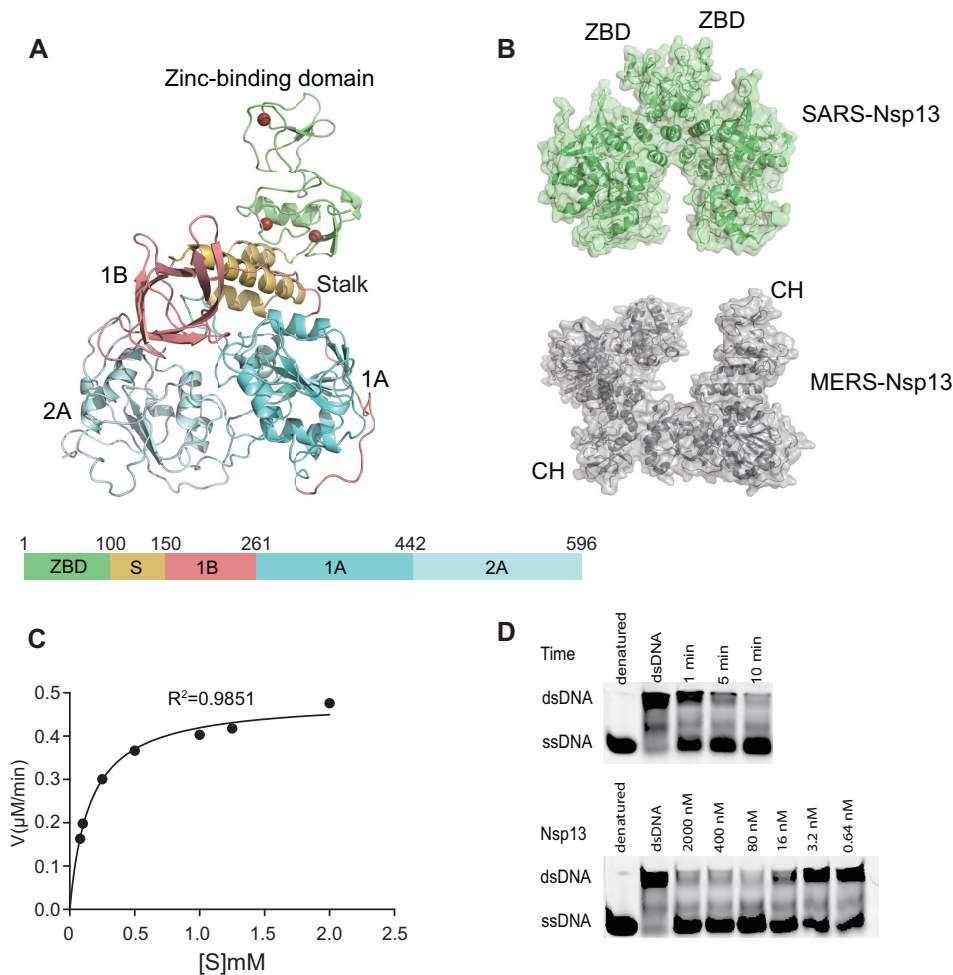 A
Zinc-binding domain
1B
Stalk
1A
2A
1 100 150 261 442 596
ZBD S 1B 1A 2A
B
ZBD ZBD
SARS-Nsp13
CH
MERS-Nsp13
CH
C
R²=0.9851
V(µM/min)
0.5
0.4
0.3
0.2
0.1
0.0
0 0.5 1.0 1.5 2.0 2.5
[S]mM
D
Time denatured dsDNA 1 min 5 min 10 min
dsDNA
ssDNA
Nsp13 denatured dsDNA 2000 nM 400 nM 80 nM 16 nM 3.2 nM 0.64 nM
dsDNA
ssDNA